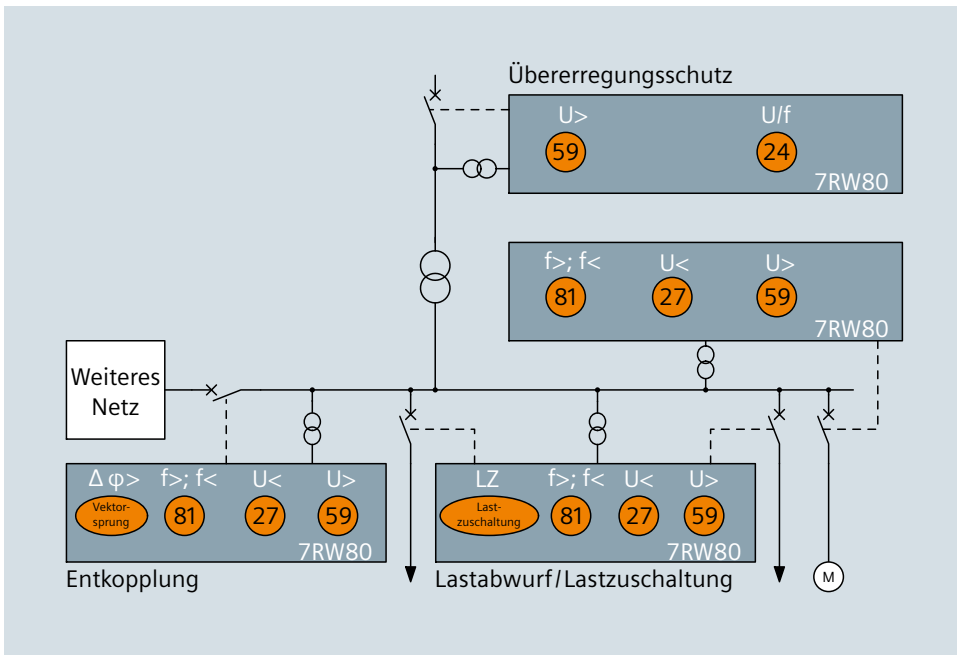 Übererregungsschutz
U> U/f
59 24
7RW80
f>; f< U< U>
81 27 59
7RW80
Weiteres
Netz
Δ φ> f>; f< U< U>
Vektor-
sprung 81 27 59
7RW80
Entkopplung
LZ f>; f< U< U>
Last-
zuschaltung 81 27 59
7RW80
Lastabwurf/Lastzuschaltung
M